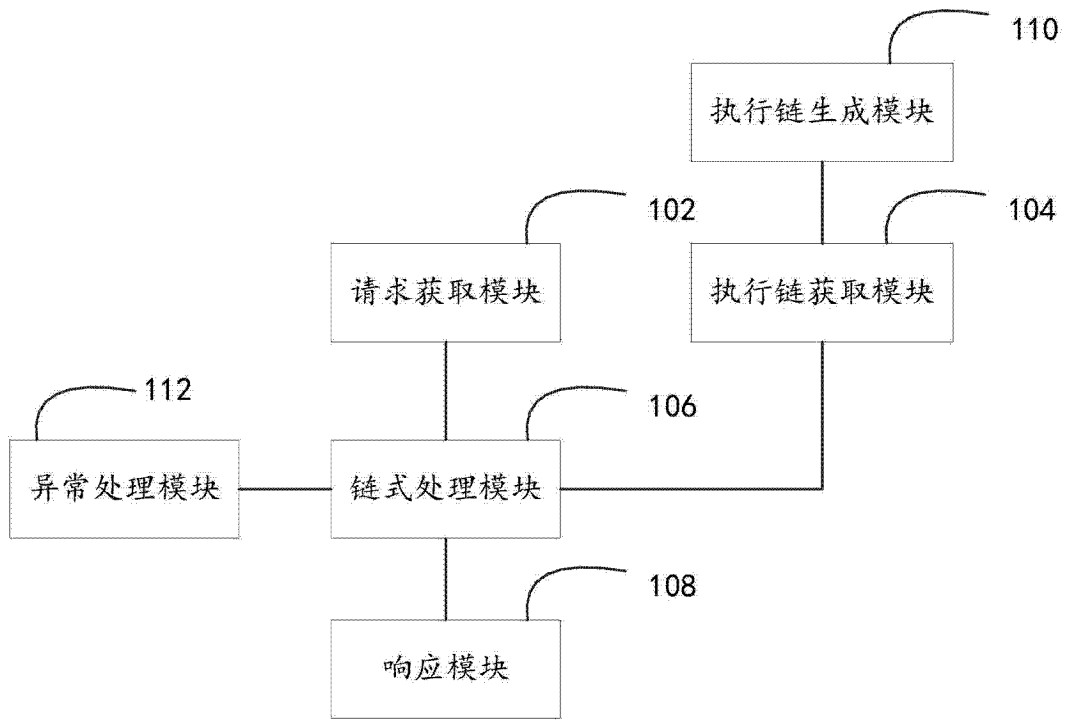 110
执行链生成模块
102
104
请求获取模块
执行链获取模块
112
106
异常处理模块
链式处理模块
108
响应模块